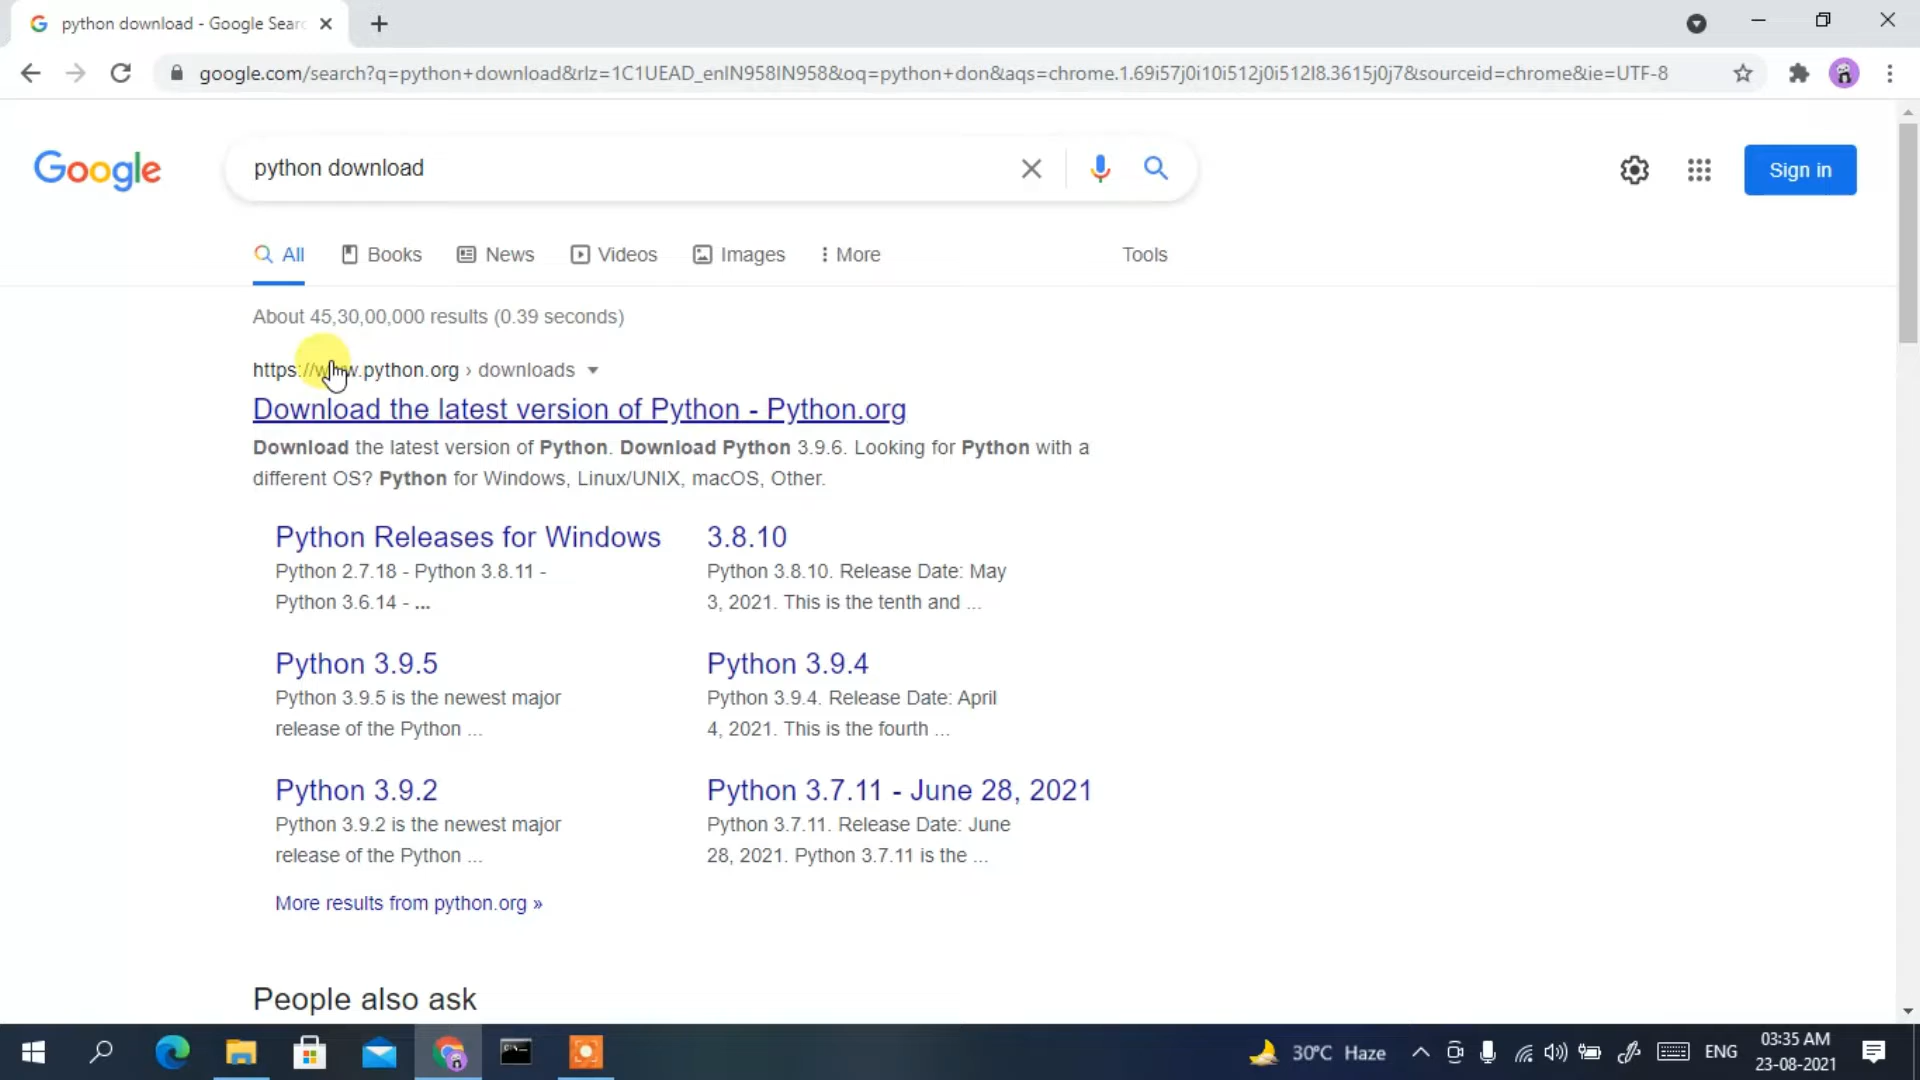 python download - Google Sear
google.com/search?q=python+download&rlz=1C1UEAD_enIN958IN958&oq=python+don&aqs=chrome.1.69i57j0i10i512j0i512l8.3615j0j7&sourceid=chrome&ie=UTF-8
Google
python download
Sign in
All
Books
News
Videos
Images
More
Tools
About 45,30,00,000 results (0.39 seconds)
https://www.python.org › downloads
Download the latest version of Python - Python.org
Download the latest version of Python. Download Python 3.9.6. Looking for Python with a
different OS? Python for Windows, Linux/UNIX, macOS, Other.
Python Releases for Windows
Python 2.7.18 - Python 3.8.11 -
Python 3.6.14 - ...
3.8.10
Python 3.8.10. Release Date: May
3, 2021. This is the tenth and ...
Python 3.9.5
Python 3.9.5 is the newest major
release of the Python ...
Python 3.9.4
Python 3.9.4. Release Date: April
4, 2021. This is the fourth ...
Python 3.9.2
Python 3.9.2 is the newest major
release of the Python ...
Python 3.7.11 - June 28, 2021
Python 3.7.11. Release Date: June
28, 2021. Python 3.7.11 is the ...
More results from python.org »
People also ask
30°C Haze
ENG
03:35 AM
23-08-2021